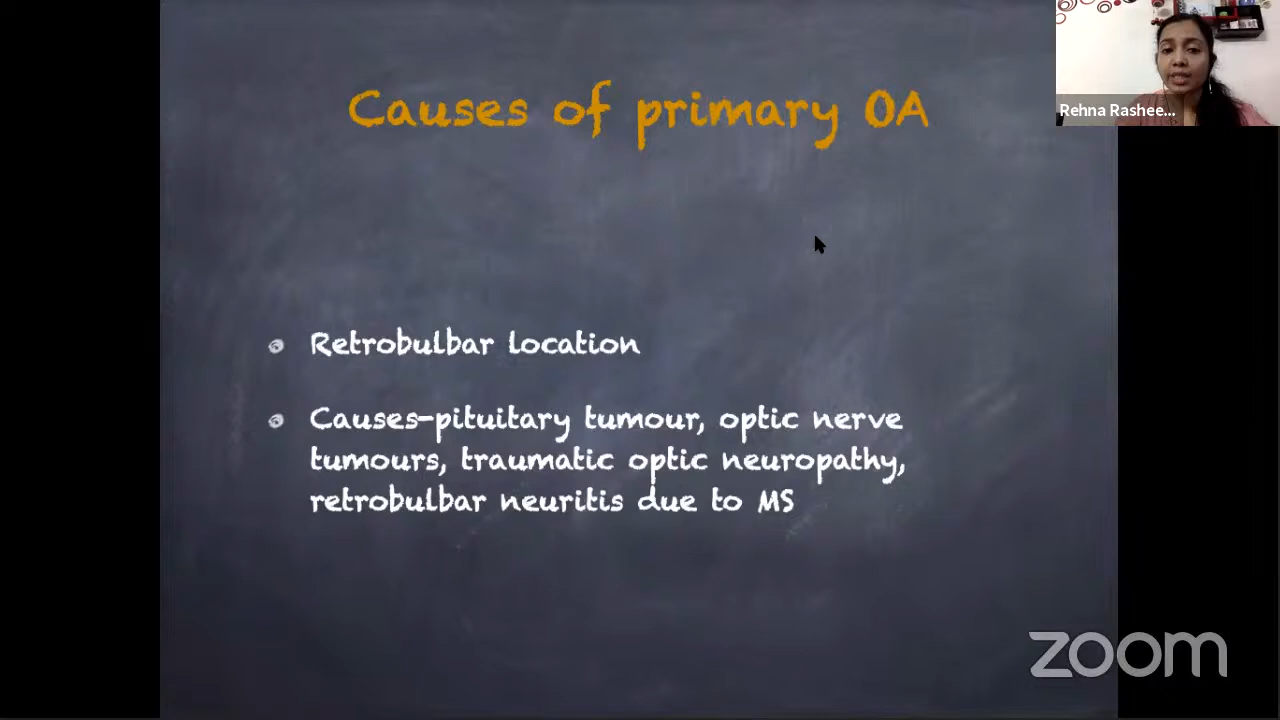 Causes of primary OA
Rehna Rashee...
Retrobulbar location
Causes-pituitary tumour, optic nerve
tumours, traumatic optic neuropathy,
retrobulbar neuritis due to MS
zoom